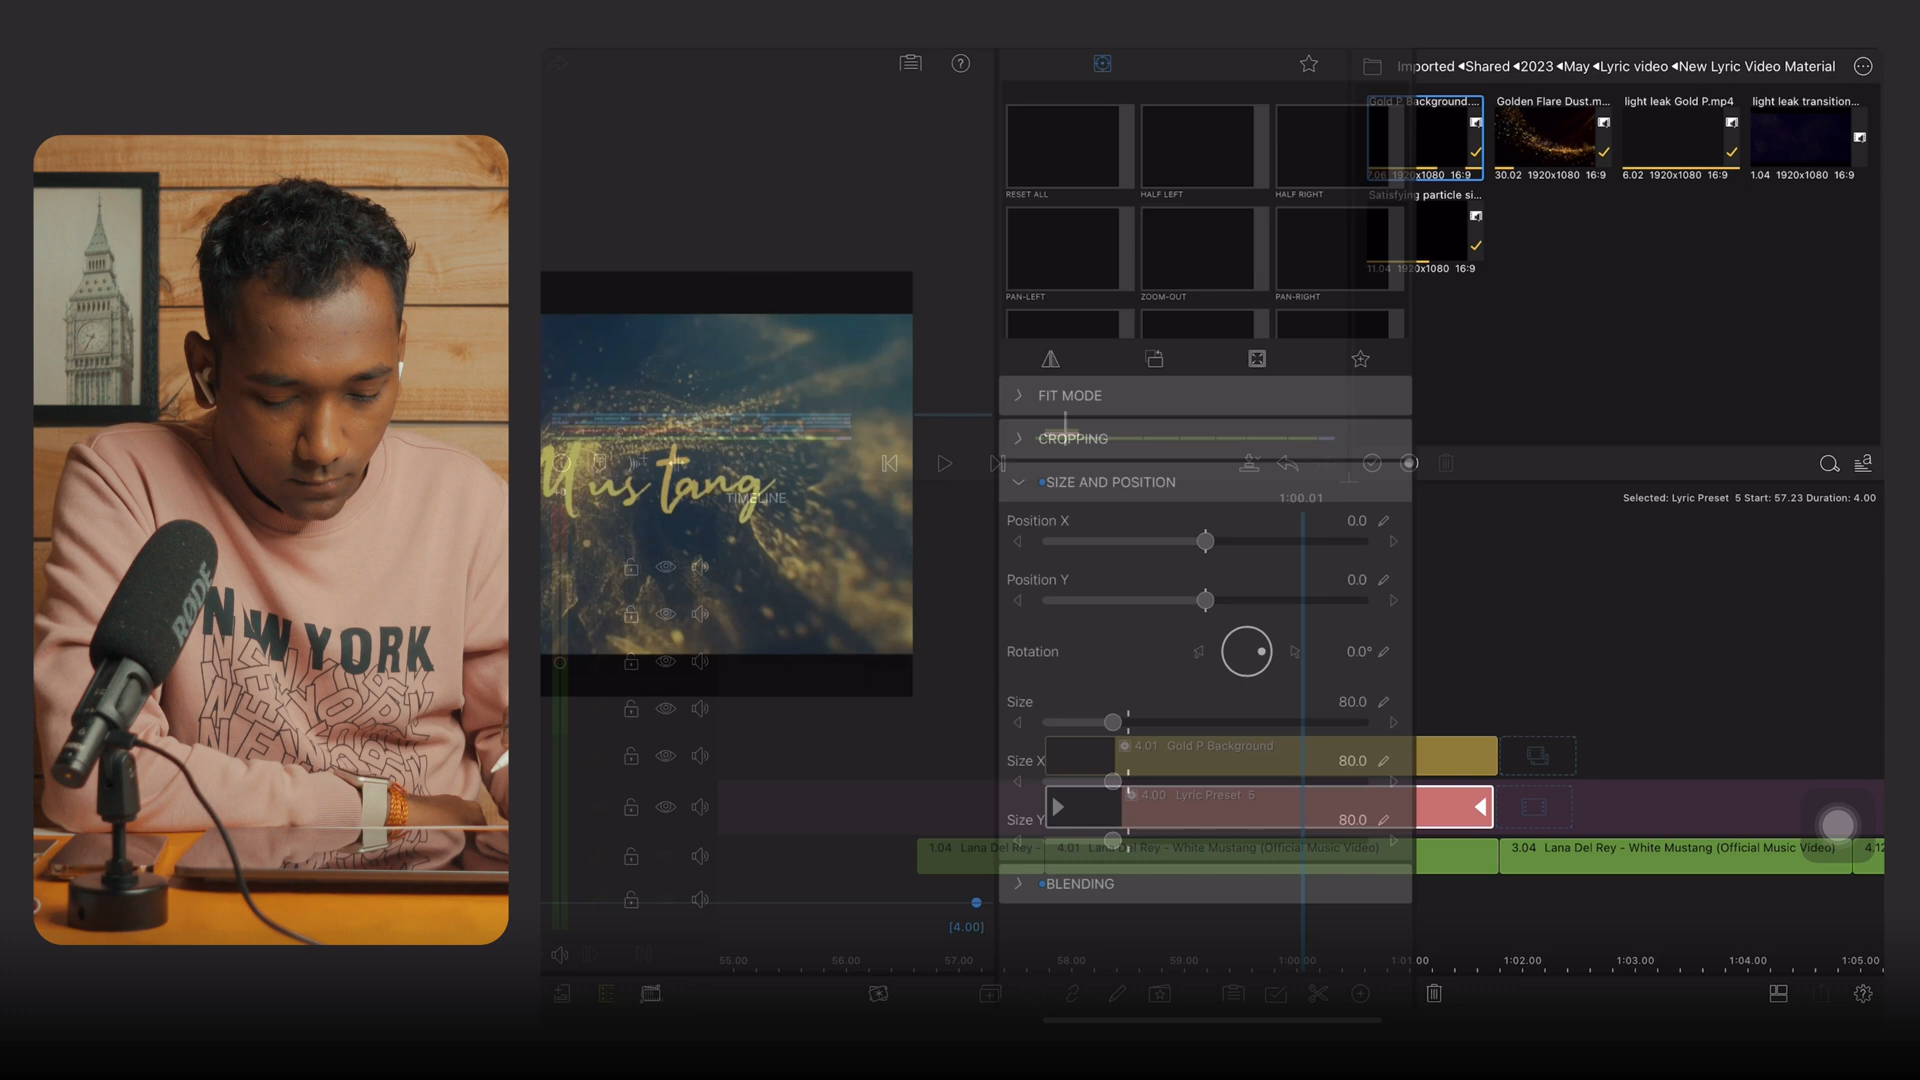 Imported ◂Shared ◂2023 ◂May ◂Lyric video ◂New Lyric Video Material
Gold P Background....
Golden Flare Dust.m...
light leak Gold P.mp4
light leak transition...
7.06 1920x1080 16:9
30.02 1920x1080 16:9
6.02 1920x1080 16:9
1.04 1920x1080 16:9
Satisfying particle si...
11.04 1920x1080 16:9
RESET ALL
HALF LEFT
HALF RIGHT
PAN-LEFT
ZOOM-OUT
PAN-RIGHT
FIT MODE
CROPPING
SIZE AND POSITION
1:00.01
TIMELINE
Mustang
Selected: Lyric Preset 5 Start: 57.23 Duration: 4.00
Position X 0.0
Position Y 0.0
Rotation 0.0°
Size 80.0
Size X 80.0
Size Y 80.0
4.01 Gold P Background
4.00 Lyric Preset 5
1.04 Lana Del Rey -
4.01 Lana Del Rey - White Mustang (Official Music Video)
3.04 Lana Del Rey - White Mustang (Official Music Video)
4.12
BLENDING
[4.00]
55.00 56.00 57.00 58.00 59.00 1:00.00 1:01.00 1:02.00 1:03.00 1:04.00 1:05.00
RØDE
NEW YORK